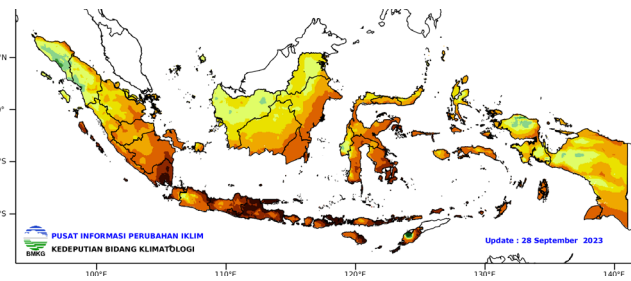 °N
°
°S
°S
PUSAT INFORMASI PERUBAHAN IKLIM
KEDEPUTIAN BIDANG KLIMATOLOGI
BMKG
Update : 28 September 2023
100°E
110°E
120°E
130°E
140°E